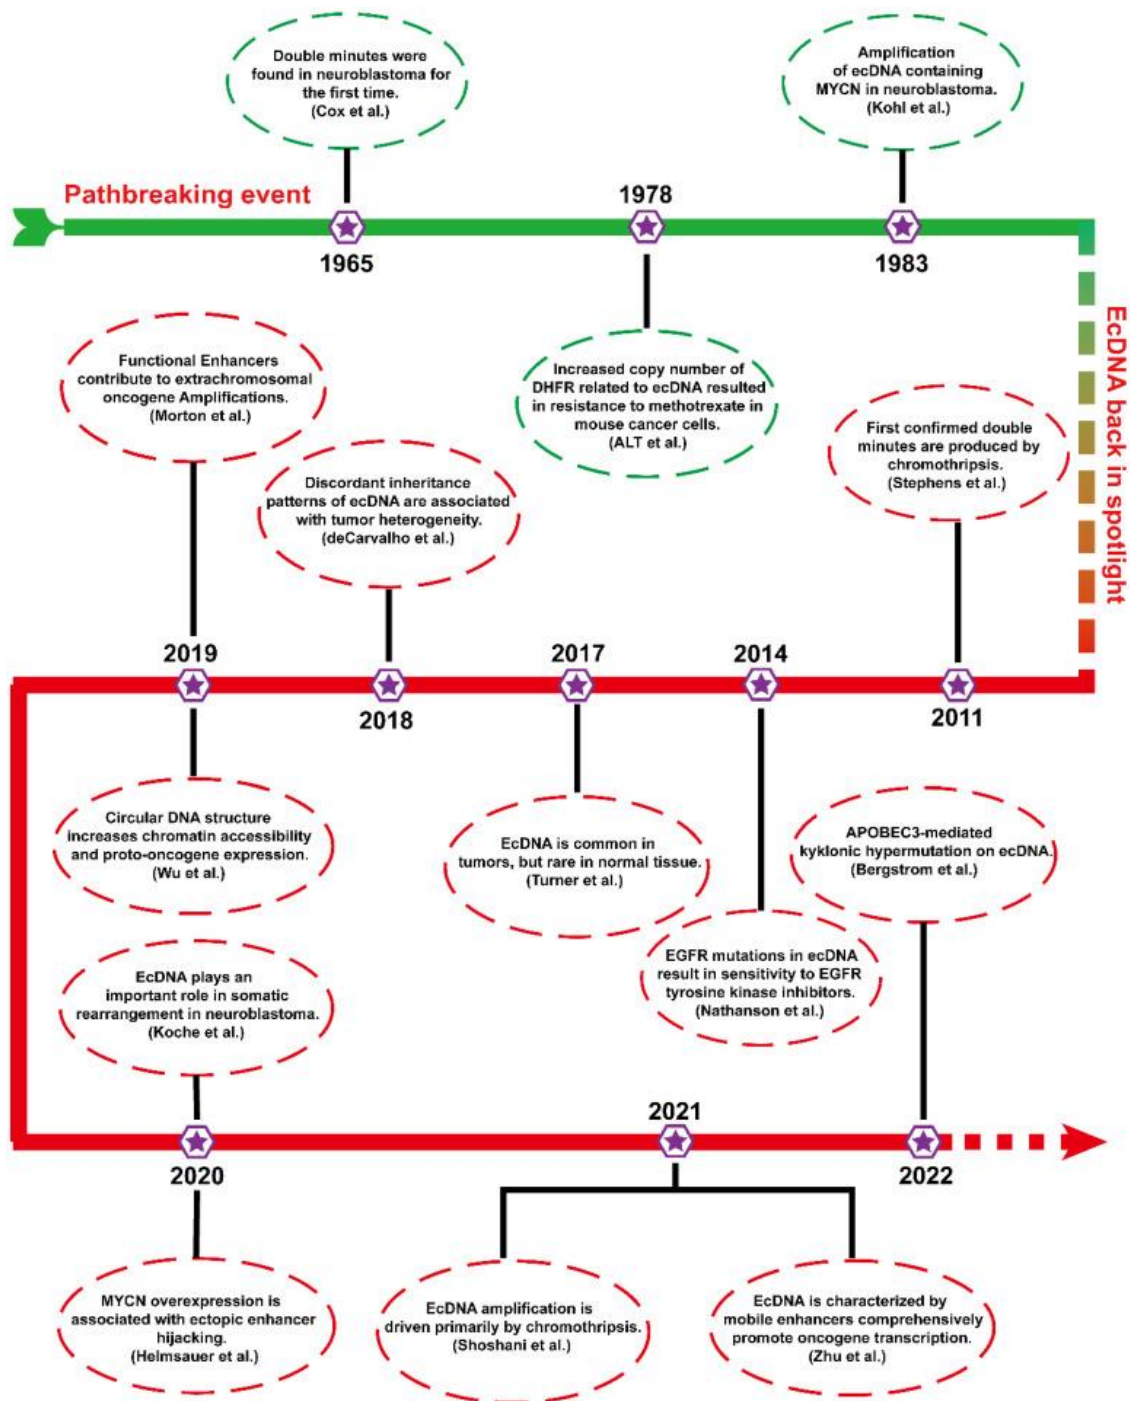 Double minutes were
found in neuroblastoma for
the first time.
(Cox et al.)
Amplification
of ecDNA containing
MYCN in neuroblastoma.
(Kohl et al.)
Pathbreaking event
1978
1965
1983
Increased copy number of
DHFR related to ecDNA resulted
in resistance to methotrexate in
mouse cancer cells.
(ALT et al.)
EcDNA back in spotlight
Functional Enhancers
contribute to extrachromosomal
oncogene Amplifications.
(Morton et al.)
Discordant inheritance
patterns of ecDNA are associated
with tumor heterogeneity.
(deCarvalho et al.)
First confirmed double
minutes are produced by
chromothripsis.
(Stephens et al.)
2019
2018
2017
2014
2011
Circular DNA structure
increases chromatin accessibility
and proto-oncogene expression.
(Wu et al.)
EcDNA is common in
tumors, but rare in normal tissue.
(Turner et al.)
EGFR mutations in ecDNA
result in sensitivity to EGFR
tyrosine kinase inhibitors.
(Nathanson et al.)
APOBEC3-mediated
kyklonic hypermutation on ecDNA.
(Bergstrom et al.)
EcDNA plays an
important role in somatic
rearrangement in neuroblastoma.
(Koche et al.)
2020
2021
2022
MYCN overexpression is
associated with ectopic enhancer
hijacking.
(Helmsauer et al.)
EcDNA amplification is
driven primarily by chromothripsis.
(Shoshani et al.)
EcDNA is characterized by
mobile enhancers comprehensively
promote oncogene transcription.
(Zhu et al.)